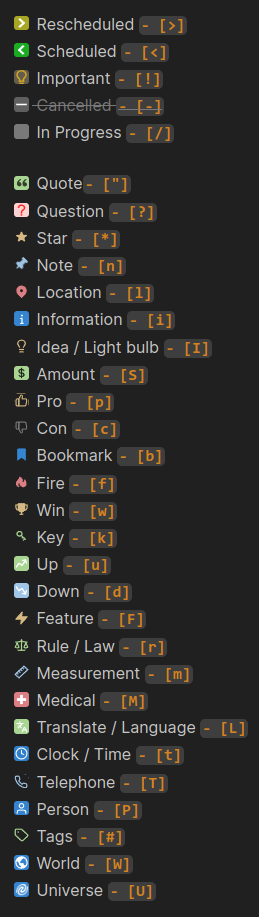 Rescheduled - [>]
Scheduled - [<]
Important - [!]
Cancelled - [-]
In Progress - [/]
Quote - ["]
Question - [?]
Star - [*]
Note - [n]
Location - [l]
Information - [i]
Idea / Light bulb - [I]
Amount - [S]
Pro - [p]
Con - [c]
Bookmark - [b]
Fire - [f]
Win - [w]
Key - [k]
Up - [u]
Down - [d]
Feature - [F]
Rule / Law - [r]
Measurement - [m]
Medical - [M]
Translate / Language - [L]
Clock / Time - [t]
Telephone - [T]
Person - [P]
Tags - [#]
World - [W]
Universe - [U]